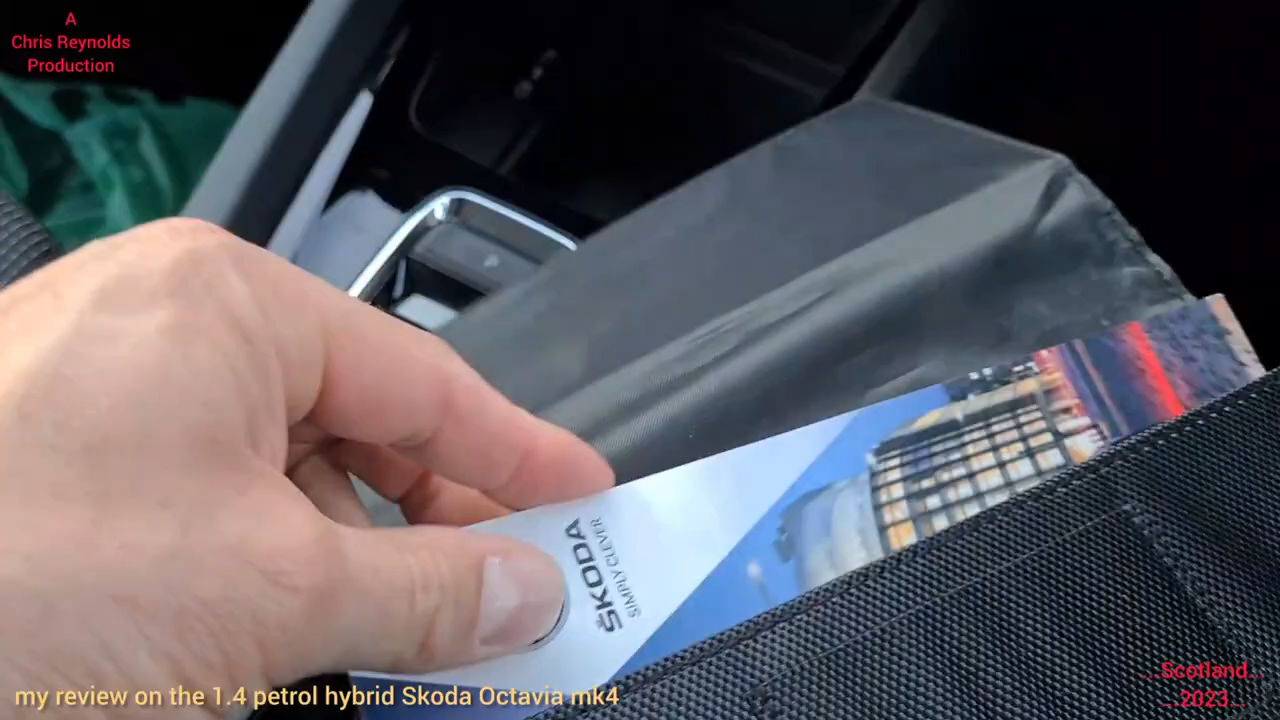 A
Chris Reynolds
Production
ŠKODA
SIMPLY CLEVER
my review on the 1.4 petrol hybrid Skoda Octavia mk4
...Scotland...
...2023...